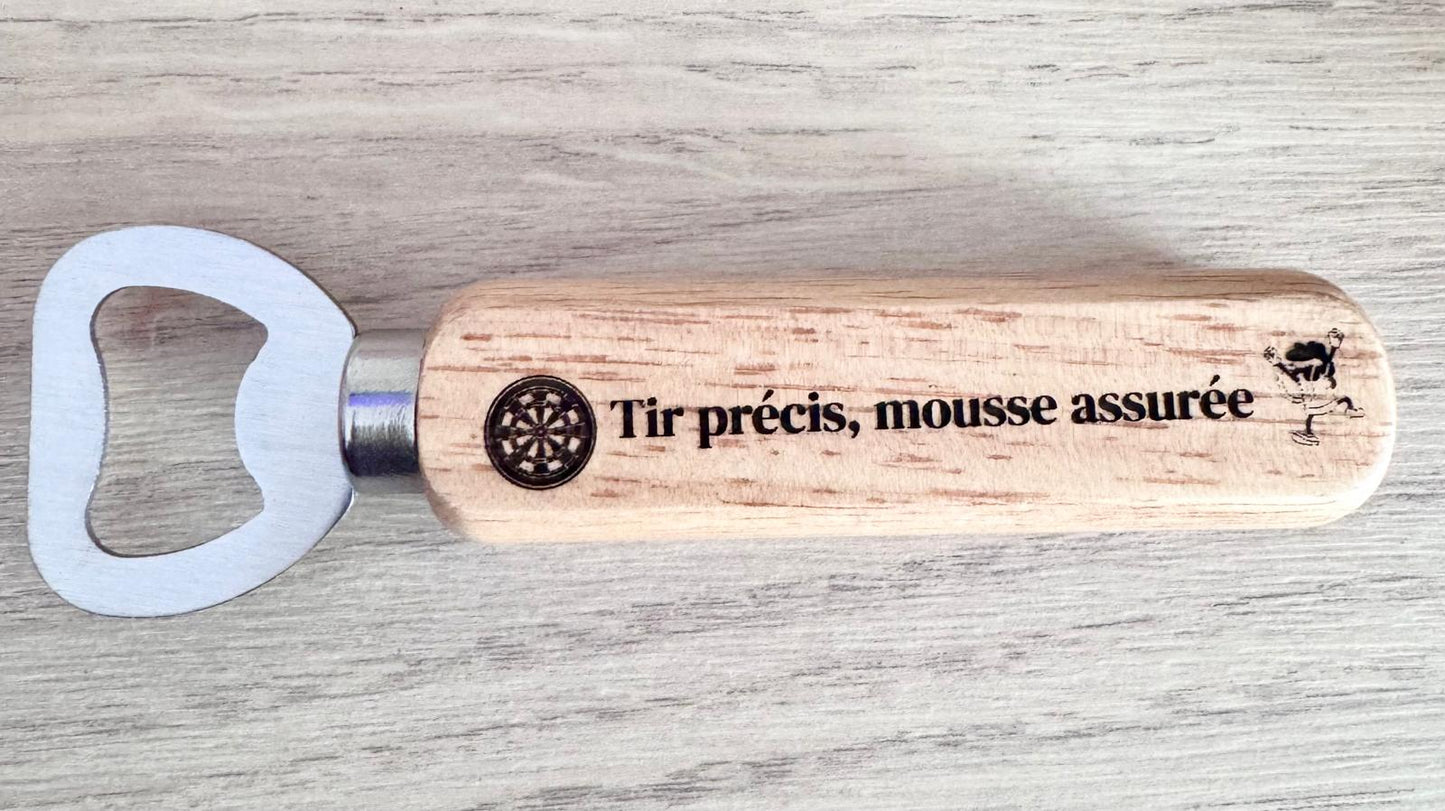 Tir précis, mousse assurée